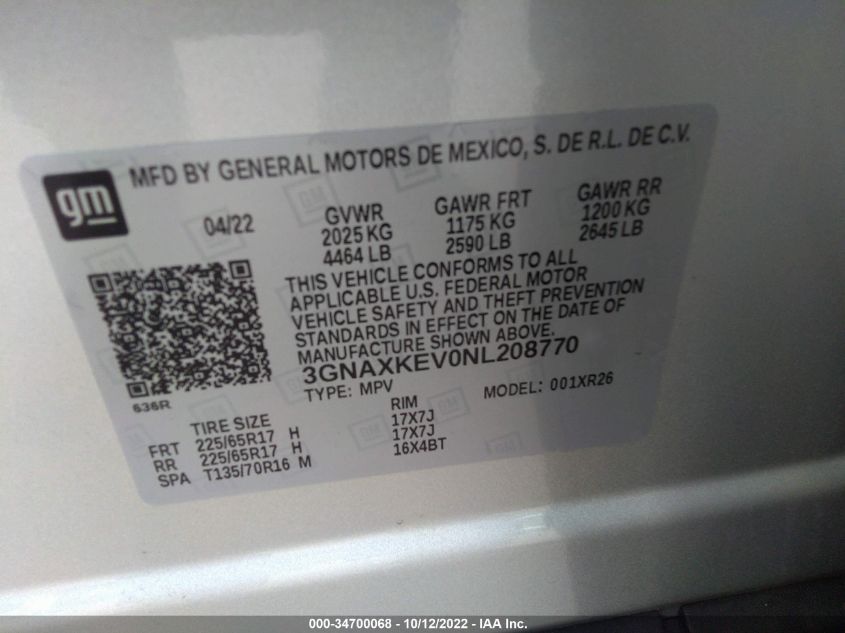 gm
MFD BY GENERAL MOTORS DE MEXICO, S. DE R.L. DE C.V.
04/22 GVWR GAWR FRT GAWR RR
2025 KG 1175 KG 1200 KG
4464 LB 2590 LB 2645 LB
THIS VEHICLE CONFORMS TO ALL
APPLICABLE U.S. FEDERAL MOTOR
VEHICLE SAFETY AND THEFT PREVENTION
STANDARDS IN EFFECT ON THE DATE OF
MANUFACTURE SHOWN ABOVE.
3GNAXKEV0NL208770
TYPE: MPV MODEL: 001XR26
636R
TIRE SIZE RIM
FRT 225/65R17 H 17X7J
RR 225/65R17 H 17X7J
SPA T135/70R16 M 16X4BT
000-34700068 - 10/12/2022 - IAA Inc.